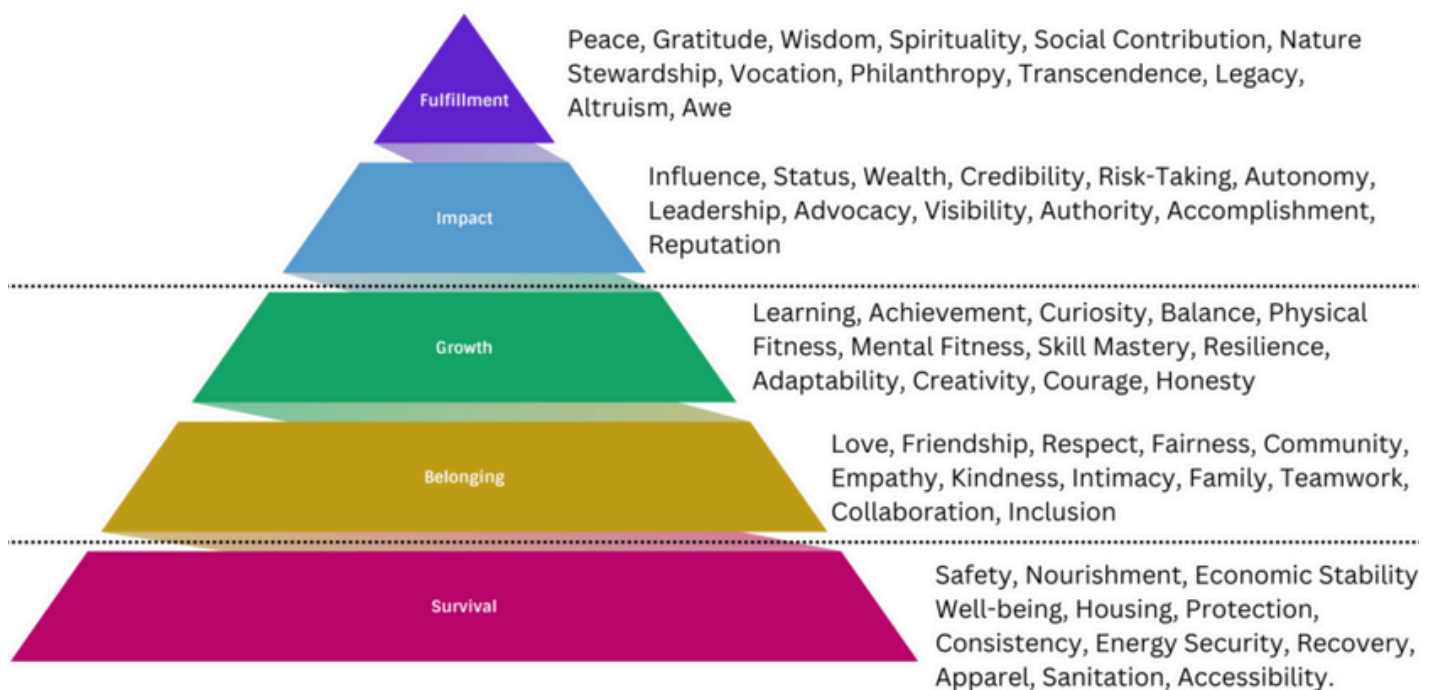 Fulfillment
Peace, Gratitude, Wisdom, Spirituality, Social Contribution, Nature
Stewardship, Vocation, Philanthropy, Transcendence, Legacy,
Altruism, Awe
Impact
Influence, Status, Wealth, Credibility, Risk-Taking, Autonomy,
Leadership, Advocacy, Visibility, Authority, Accomplishment,
Reputation
Growth
Learning, Achievement, Curiosity, Balance, Physical
Fitness, Mental Fitness, Skill Mastery, Resilience,
Adaptability, Creativity, Courage, Honesty
Belonging
Love, Friendship, Respect, Fairness, Community,
Empathy, Kindness, Intimacy, Family, Teamwork,
Collaboration, Inclusion
Survival
Safety, Nourishment, Economic Stability
Well-being, Housing, Protection,
Consistency, Energy Security, Recovery,
Apparel, Sanitation, Accessibility.